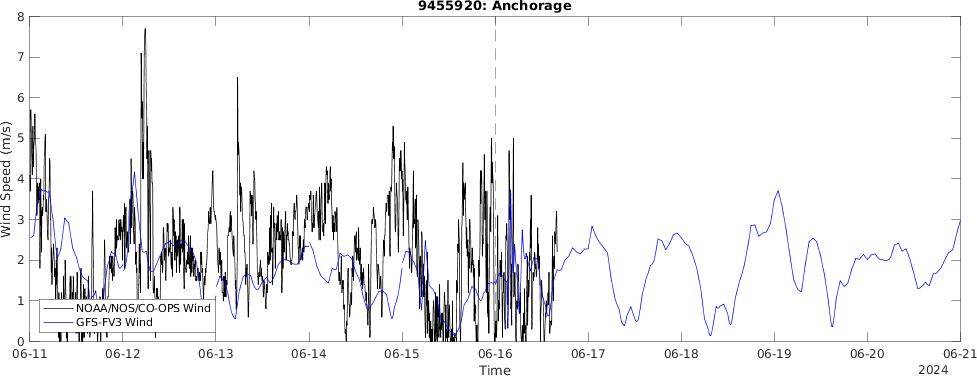 9455920: Anchorage
8
7
6
5
4
3
2
1
0
Wind Speed (m/s)
NOAA/NOS/CO-OPS Wind
GFS-FV3 Wind
06-11 06-12 06-13 06-14 06-15 06-16 06-17 06-18 06-19 06-20 06-21
Time
2024